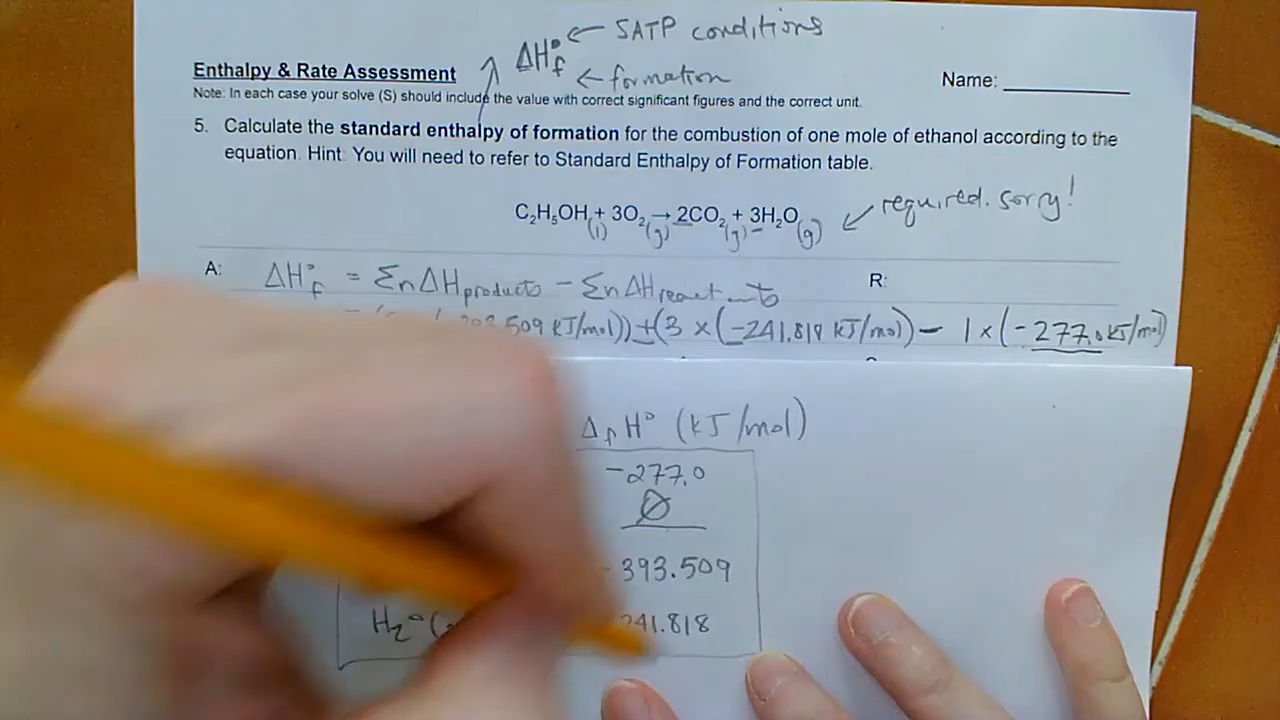 ΔH°f ← SATP conditions
← formation
Enthalpy & Rate Assessment
Name:
Note: In each case your solve (S) should include the value with correct significant figures and the correct unit.
5. Calculate the standard enthalpy of formation for the combustion of one mole of ethanol according to the
equation. Hint: You will need to refer to Standard Enthalpy of Formation table.
C₂H₅OH(l) + 3O₂(g) → 2CO₂(g) + 3H₂O(g) ← required. sorry!
A: ΔH°f = ΣnΔHproducts − ΣnΔHreactants R:
509 kJ/mol)) + (3 × (−241.818 kJ/mol) − 1 × (−277.0 kJ/mol)
ΔfH° (kJ/mol)
−277.0
Ø
393.509
H₂O 241.818